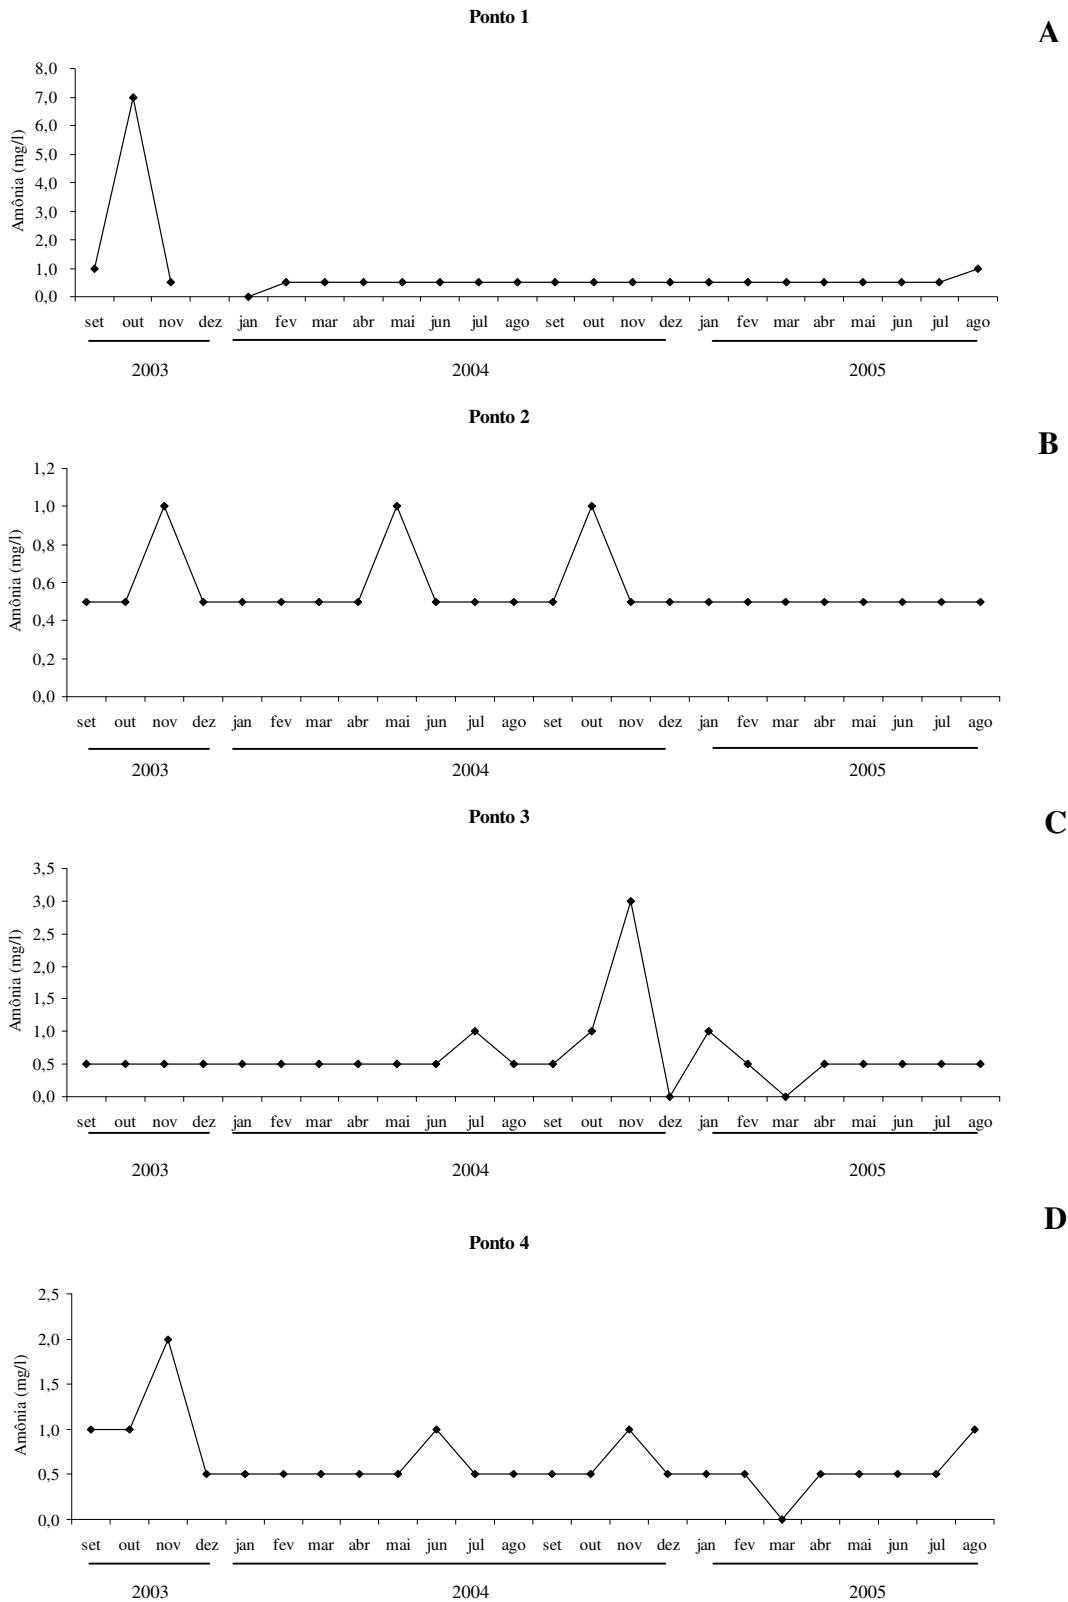 Ponto 1
A
8,0
7,0
6,0
5,0
4,0
3,0
2,0
1,0
0,0
Amônia (mg/l)
set out nov dez jan fev mar abr mai jun jul ago set out nov dez jan fev mar abr mai jun jul ago
2003 2004 2005
Ponto 2
B
1,2
1,0
0,8
0,6
0,4
0,2
0,0
Amônia (mg/l)
set out nov dez jan fev mar abr mai jun jul ago set out nov dez jan fev mar abr mai jun jul ago
2003 2004 2005
Ponto 3
C
3,5
3,0
2,5
2,0
1,5
1,0
0,5
0,0
Amônia (mg/l)
set out nov dez jan fev mar abr mai jun jul ago set out nov dez jan fev mar abr mai jun jul ago
2003 2004 2005
D
Ponto 4
2,5
2,0
1,5
1,0
0,5
0,0
Amônia (mg/l)
set out nov dez jan fev mar abr mai jun jul ago set out nov dez jan fev mar abr mai jun jul ago
2003 2004 2005